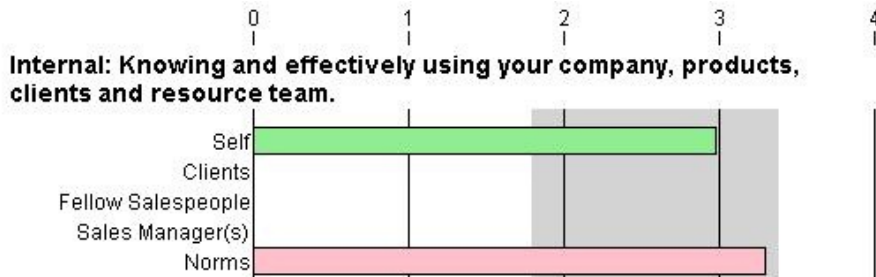 0 1 2 3 4
Internal: Knowing and effectively using your company, products,
clients and resource team.
Self
Clients
Fellow Salespeople
Sales Manager(s)
Norms